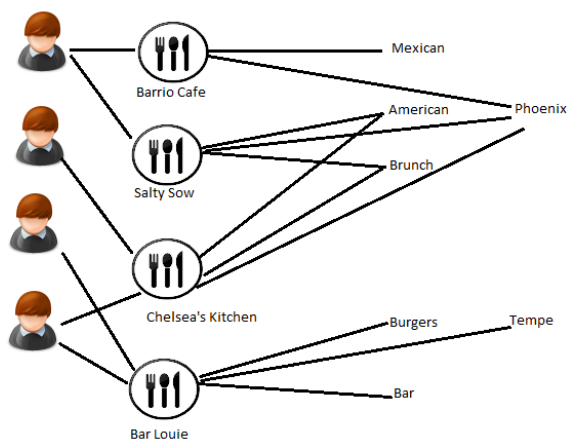 Mexican
Barrio Cafe
American
Phoenix
Brunch
Salty Sow
Chelsea's Kitchen
Burgers
Tempe
Bar
Bar Louie